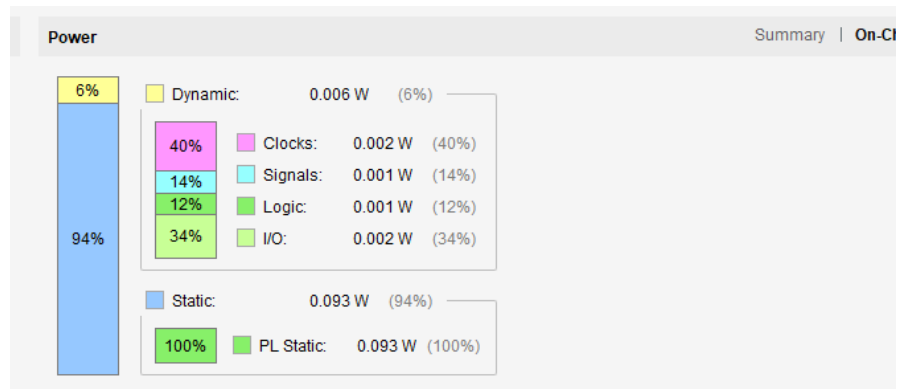 Power
Summary | On-Ch
6%
94%
Dynamic: 0.006 W (6%)
40% Clocks: 0.002 W (40%)
14% Signals: 0.001 W (14%)
12% Logic: 0.001 W (12%)
34% I/O: 0.002 W (34%)
Static: 0.093 W (94%)
100% PL Static: 0.093 W (100%)